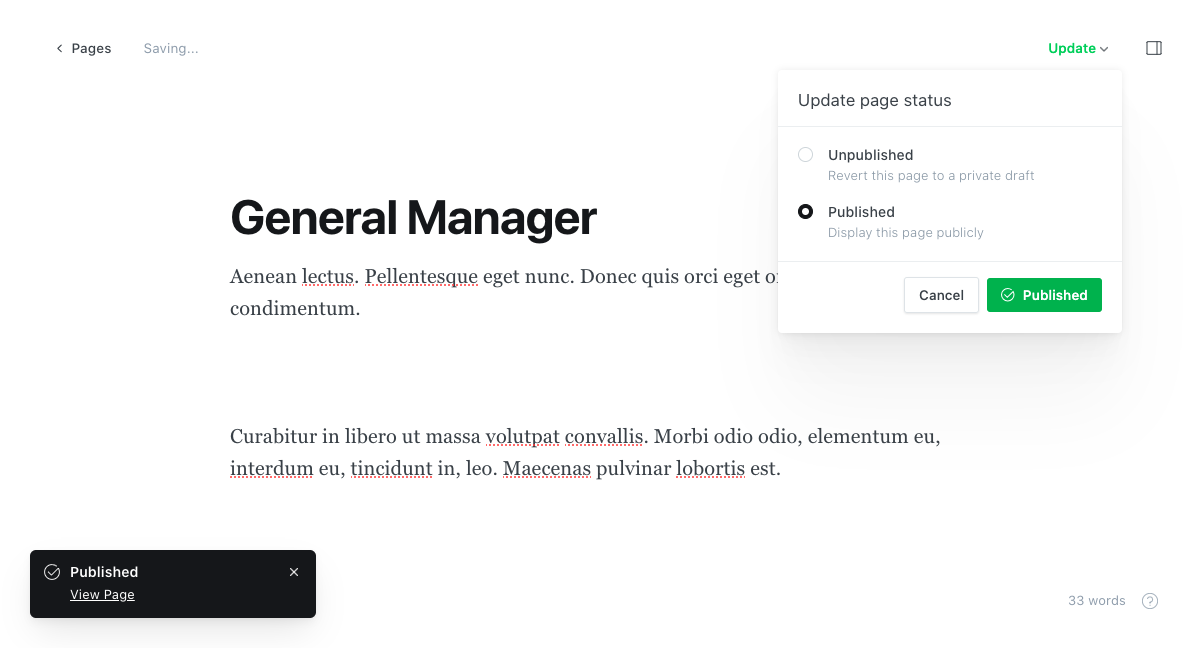 Pages
Saving...
Update
Update page status
Unpublished
Revert this page to a private draft
Published
Display this page publicly
Cancel
Published
General Manager
Aenean lectus. Pellentesque eget nunc. Donec quis orci eget
condimentum.
Curabitur in libero ut massa volutpat convallis. Morbi odio odio, elementum eu,
interdum eu, tincidunt in, leo. Maecenas pulvinar lobortis est.
Published
View Page
33 words
?